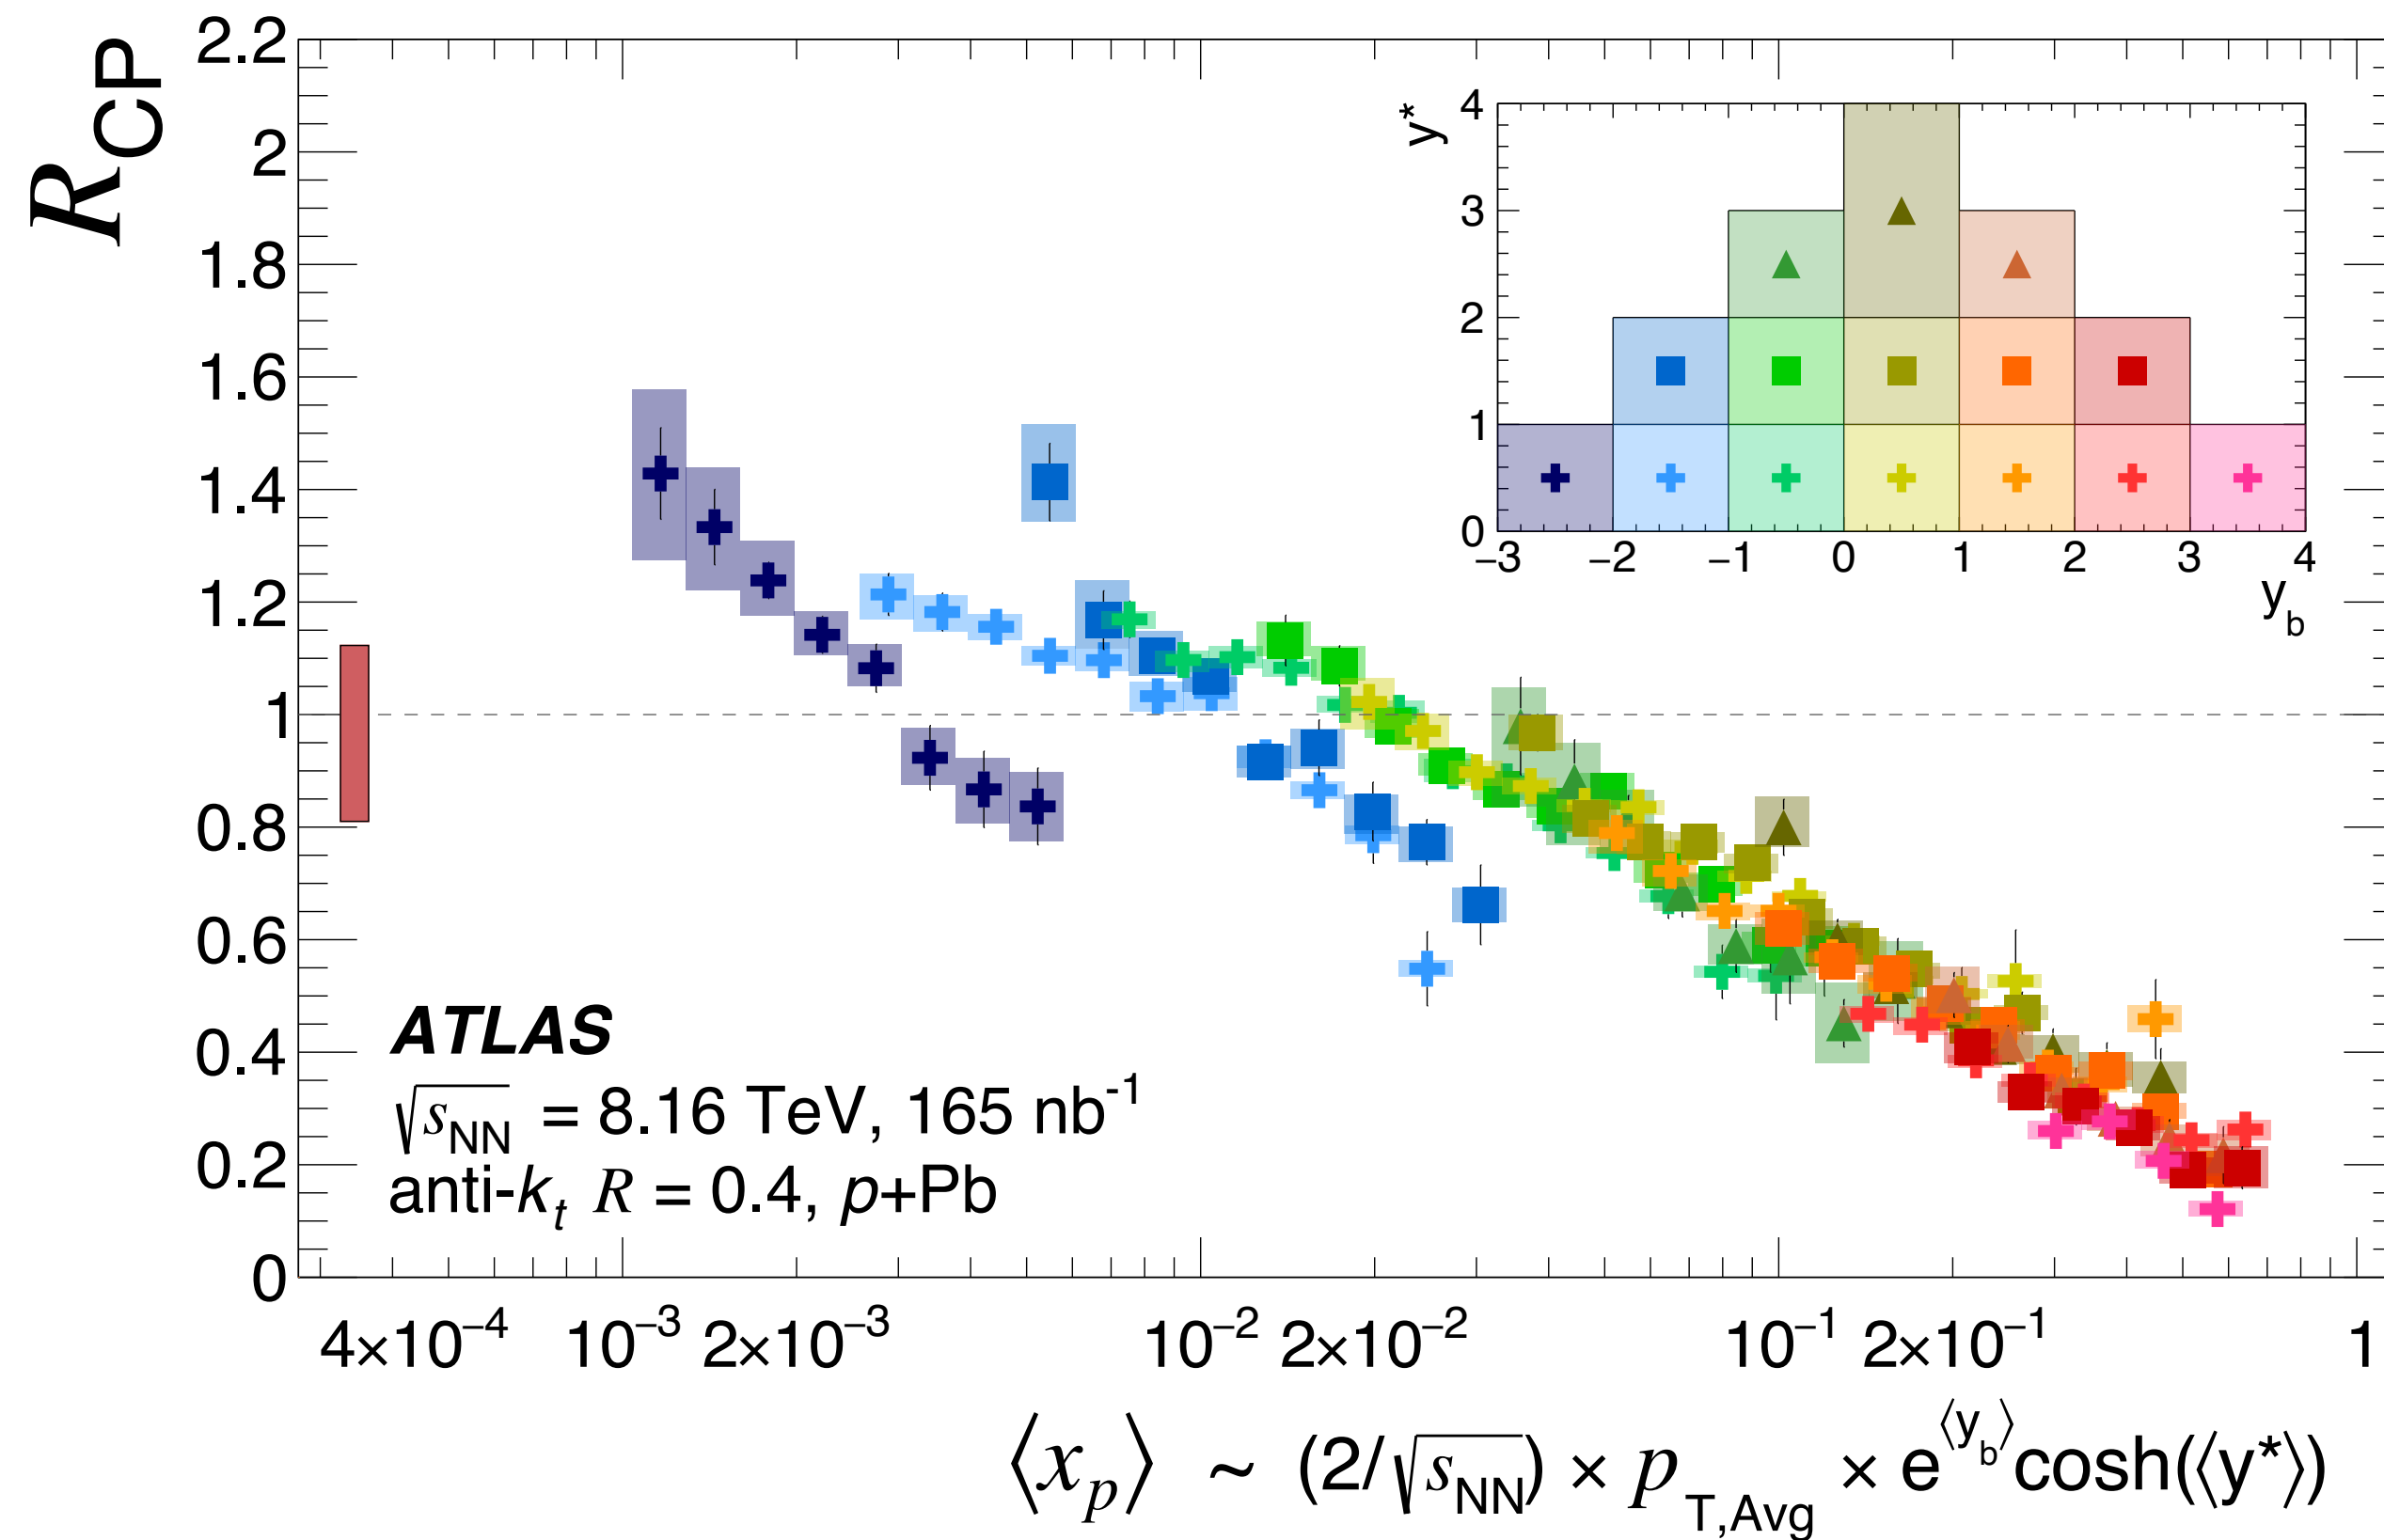 R_CP
2.2
2
1.8
1.6
1.4
1.2
1
0.8
0.6
0.4
0.2
0
y*
4
3
2
1
0
−3 −2 −1 0 1 2 3 4
y_b
ATLAS
√s_NN = 8.16 TeV, 165 nb⁻¹
anti-k_t R = 0.4, p+Pb
4×10⁻⁴ 10⁻³ 2×10⁻³ 10⁻² 2×10⁻² 10⁻¹ 2×10⁻¹ 1
⟨x_p⟩ ~ (2/√s_NN) × p_T,Avg × e^⟨y_b⟩ cosh(⟨y*⟩)